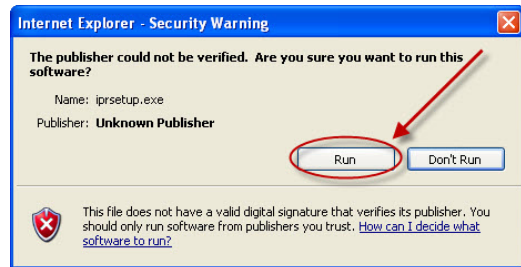 Internet Explorer - Security Warning
The publisher could not be verified.  Are you sure you want to run this
software?
Name: iprsetup.exe
Publisher: Unknown Publisher
Run
Don't Run
This file does not have a valid digital signature that verifies its publisher. You
should only run software from publishers you trust. How can I decide what
software to run?